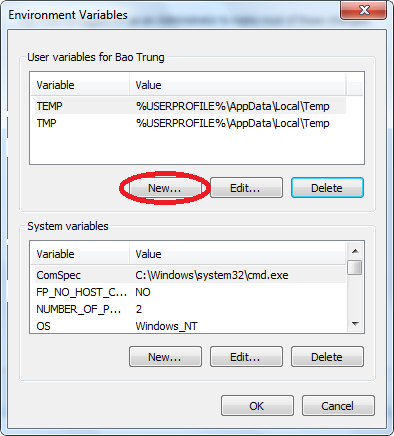 Environment Variables
User variables for Bao Trung
Variable Value
TEMP %USERPROFILE%\AppData\Local\Temp
TMP %USERPROFILE%\AppData\Local\Temp
New... Edit... Delete
System variables
Variable Value
ComSpec C:\Windows\system32\cmd.exe
FP_NO_HOST_C... NO
NUMBER_OF_P... 2
OS Windows_NT
New... Edit... Delete
OK Cancel